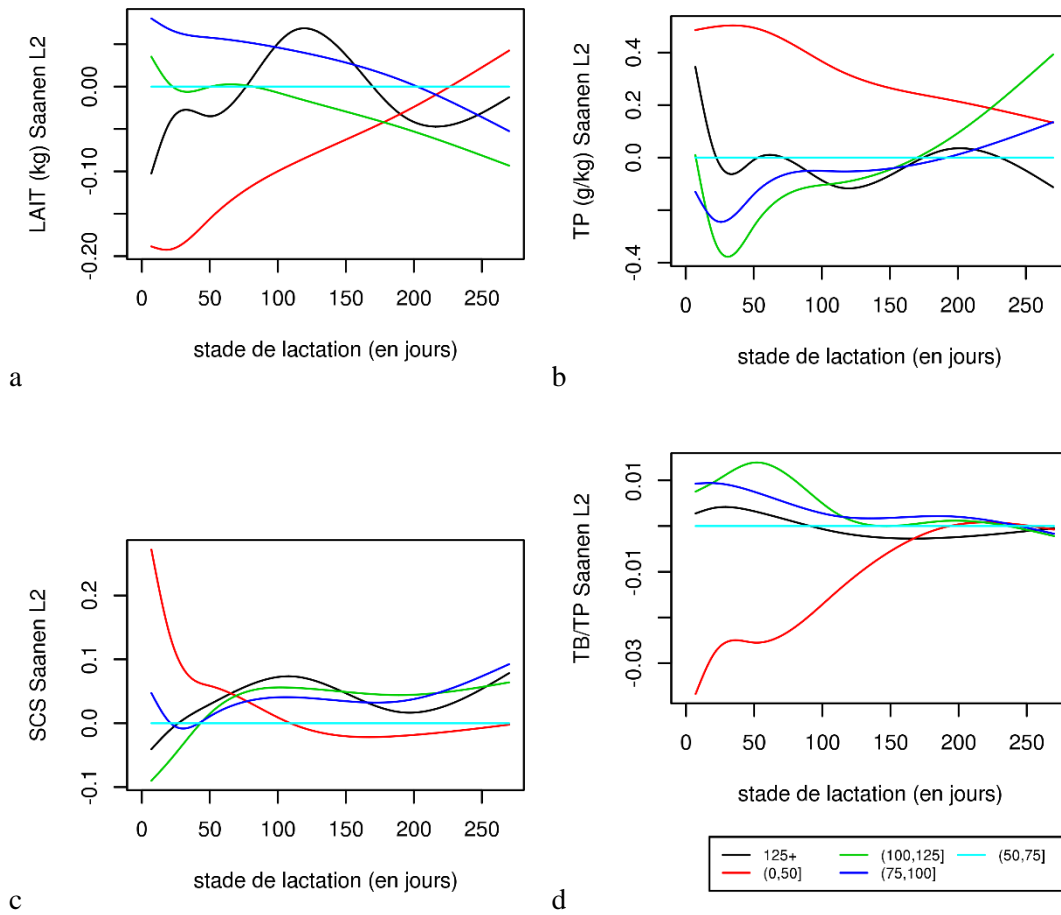 LAIT (kg) Saanen L2
0.00
-0.10
-0.20
0 50 100 150 200 250
stade de lactation (en jours)
a
TP (g/kg) Saanen L2
0.4
0.2
0.0
-0.4
0 50 100 150 200 250
stade de lactation (en jours)
b
SCS Saanen L2
0.2
0.1
0.0
-0.1
0 50 100 150 200 250
stade de lactation (en jours)
c
TB/TP Saanen L2
0.01
-0.01
-0.03
0 50 100 150 200 250
stade de lactation (en jours)
125+ (100,125] (50,75]
(0,50] (75,100]
d